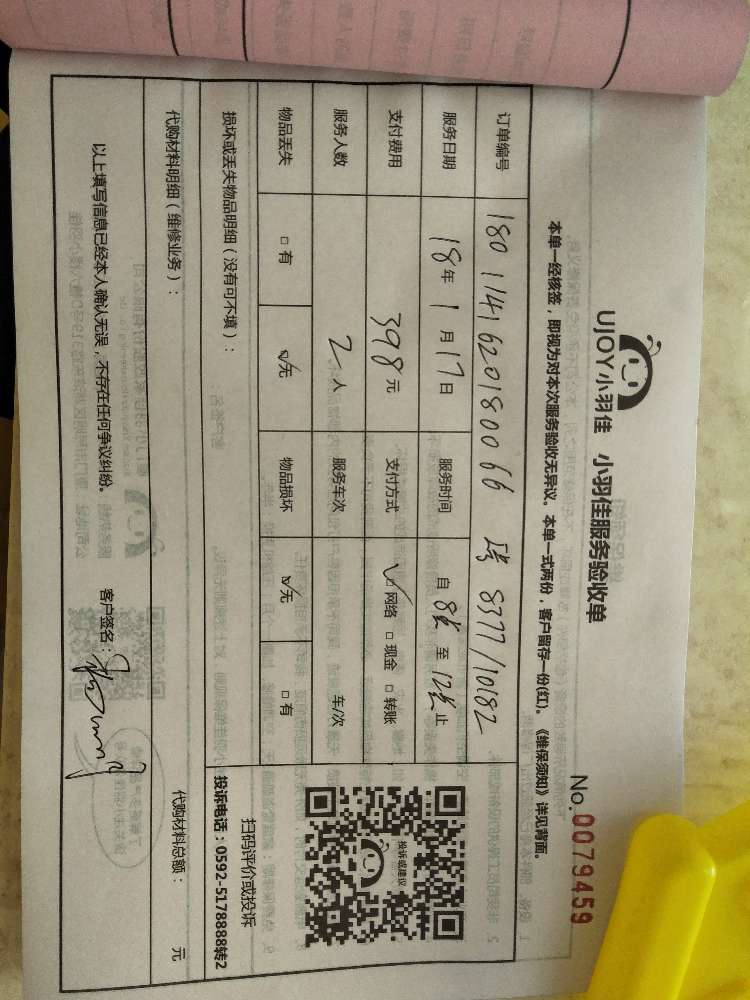 UJOY小羽佳 小羽佳服务验收单
No.0079459
本单一经核签，即视为对本次服务验收无异议。本单一式两份，客户留存一份(红)。《维保须知》详见背面。
订单编号 1801141620180066 8377/10182
服务日期 18年1月17日 服务时间 自8 至12 止
支付费用 398元 支付方式 ☑网络 □现金 □转账
服务人数 2人 服务车次 车/次
物品丢失 □有 ☑无 物品损坏 ☑无 □有
投诉或建议
扫码评价或投诉
投诉电话：0592-5178888转2
损坏或丢失物品明细（没有可不填）：
代购材料明细（维修业务）： 代购材料总额： 元
以上填写信息已经本人确认无误，不存在任何争议纠纷。 客户签名：